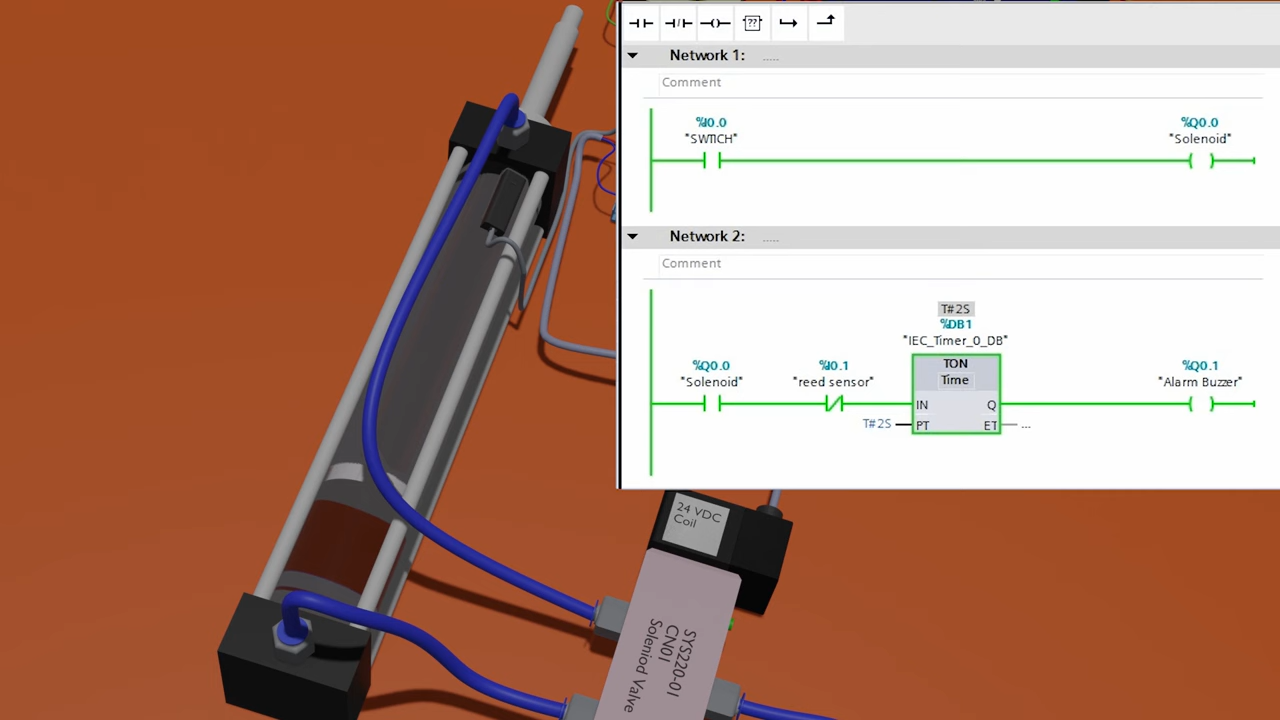 ??
Network 1: .....
Comment
%I0.0
"SWTICH"
%Q0.0
"Solenoid"
Network 2: .....
Comment
T#2S
%DB1
"IEC_Timer_0_DB"
%Q0.0
"Solenoid"
%I0.1
"reed sensor"
TON
Time
%Q0.1
"Alarm Buzzer"
IN Q
T#2S PT ET ...
24 VDC
Coil
SYS220-01
CN01
Soleniod Valve